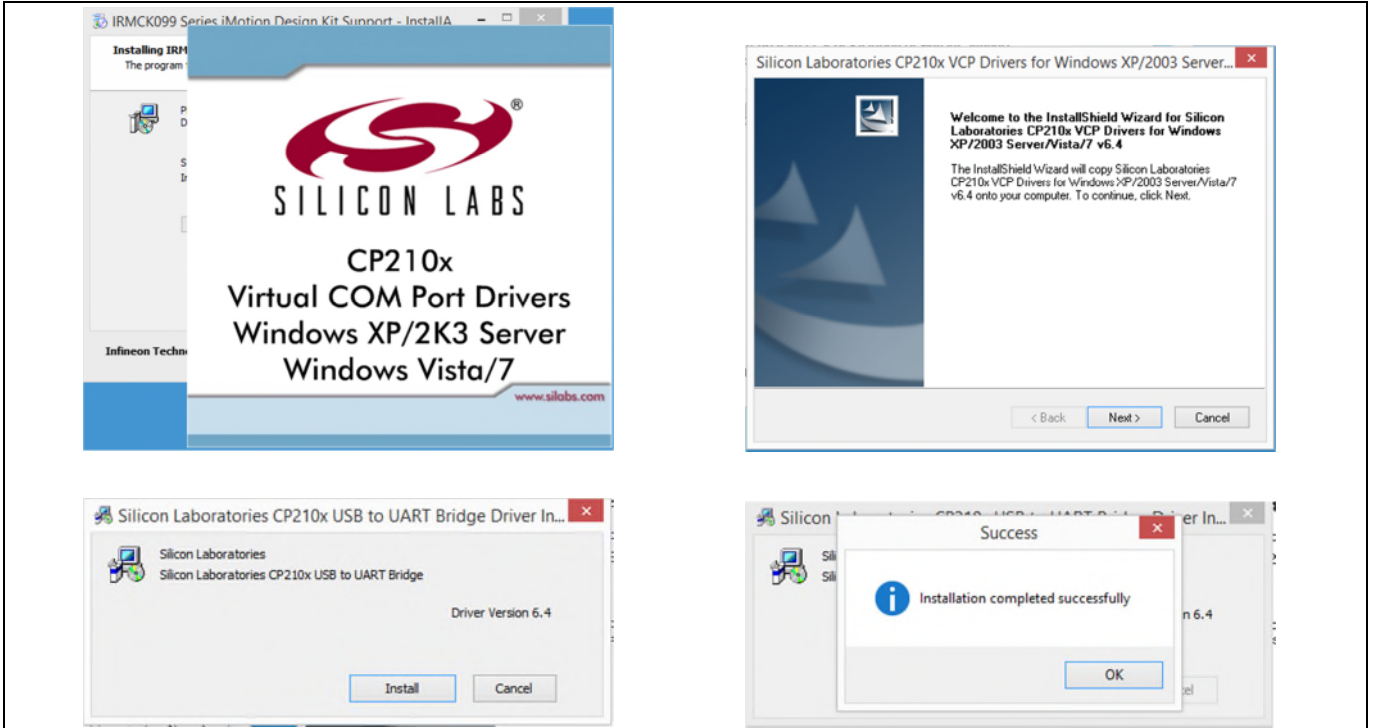 IRMCK099 Series iMotion Design Kit Support - InstallA
Installing IRM
The program
P
D
S
Infineon Techn
®
SILICON LABS
CP210x
Virtual COM Port Drivers
Windows XP/2K3 Server
Windows Vista/7
www.silabs.com
Silicon Laboratories CP210x VCP Drivers for Windows XP/2003 Server...
Welcome to the InstallShield Wizard for Silicon
Laboratories CP210x VCP Drivers for Windows
XP/2003 Server/Vista/7 v6.4
The InstallShield Wizard will copy Silicon Laboratories
CP210x VCP Drivers for Windows XP/2003 Server/Vista/7
v6.4 onto your computer. To continue, click Next.
< Back Next > Cancel
Silicon Laboratories CP210x USB to UART Bridge Driver In...
Silicon Laboratories
Silicon Laboratories CP210x USB to UART Bridge
Driver Version 6.4
Install Cancel
Silicon er In...
Success
Sili
Sili
Installation completed successfully
n 6.4
OK